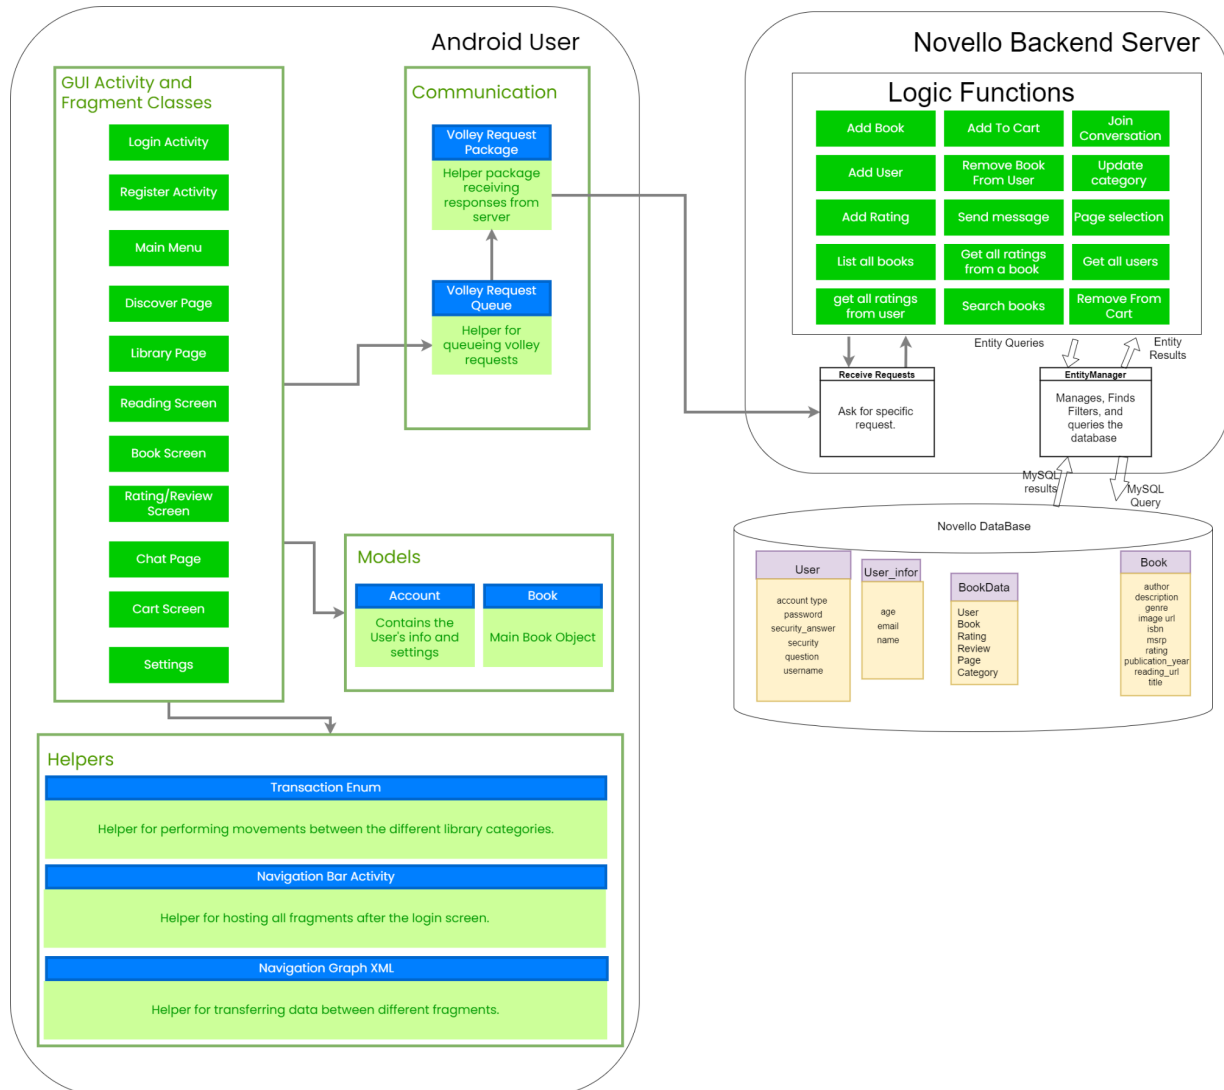 Android User
GUI Activity and
Fragment Classes
Login Activity
Register Activity
Main Menu
Discover Page
Library Page
Reading Screen
Book Screen
Rating/Review
Screen
Chat Page
Cart Screen
Settings
Communication
Volley Request
Package
Helper package
receiving
responses from
server
Volley Request
Queue
Helper for
queueing volley
requests
Models
Account
Contains the
User's info and
settings
Book
Main Book Object
Helpers
Transaction Enum
Helper for performing movements between the different library categories.
Navigation Bar Activity
Helper for hosting all fragments after the login screen.
Navigation Graph XML
Helper for transferring data between different fragments.
Novello Backend Server
Logic Functions
Add Book
Add To Cart
Join
Conversation
Add User
Remove Book
From User
Update
category
Add Rating
Send message
Page selection
List all books
Get all ratings
from a book
Get all users
get all ratings
from user
Search books
Remove From
Cart
Entity Queries
Entity
Results
Receive Requests
Ask for specific
request.
EntityManager
Manages, Finds
Filters, and
queries the
database
MySQL
results
MySQL
Query
Novello DataBase
User
account type
password
security_answer
security
question
username
User_infor
age
email
name
BookData
User
Book
Rating
Review
Page
Category
Book
author
description
genre
image url
isbn
msrp
rating
publication_year
reading_url
title